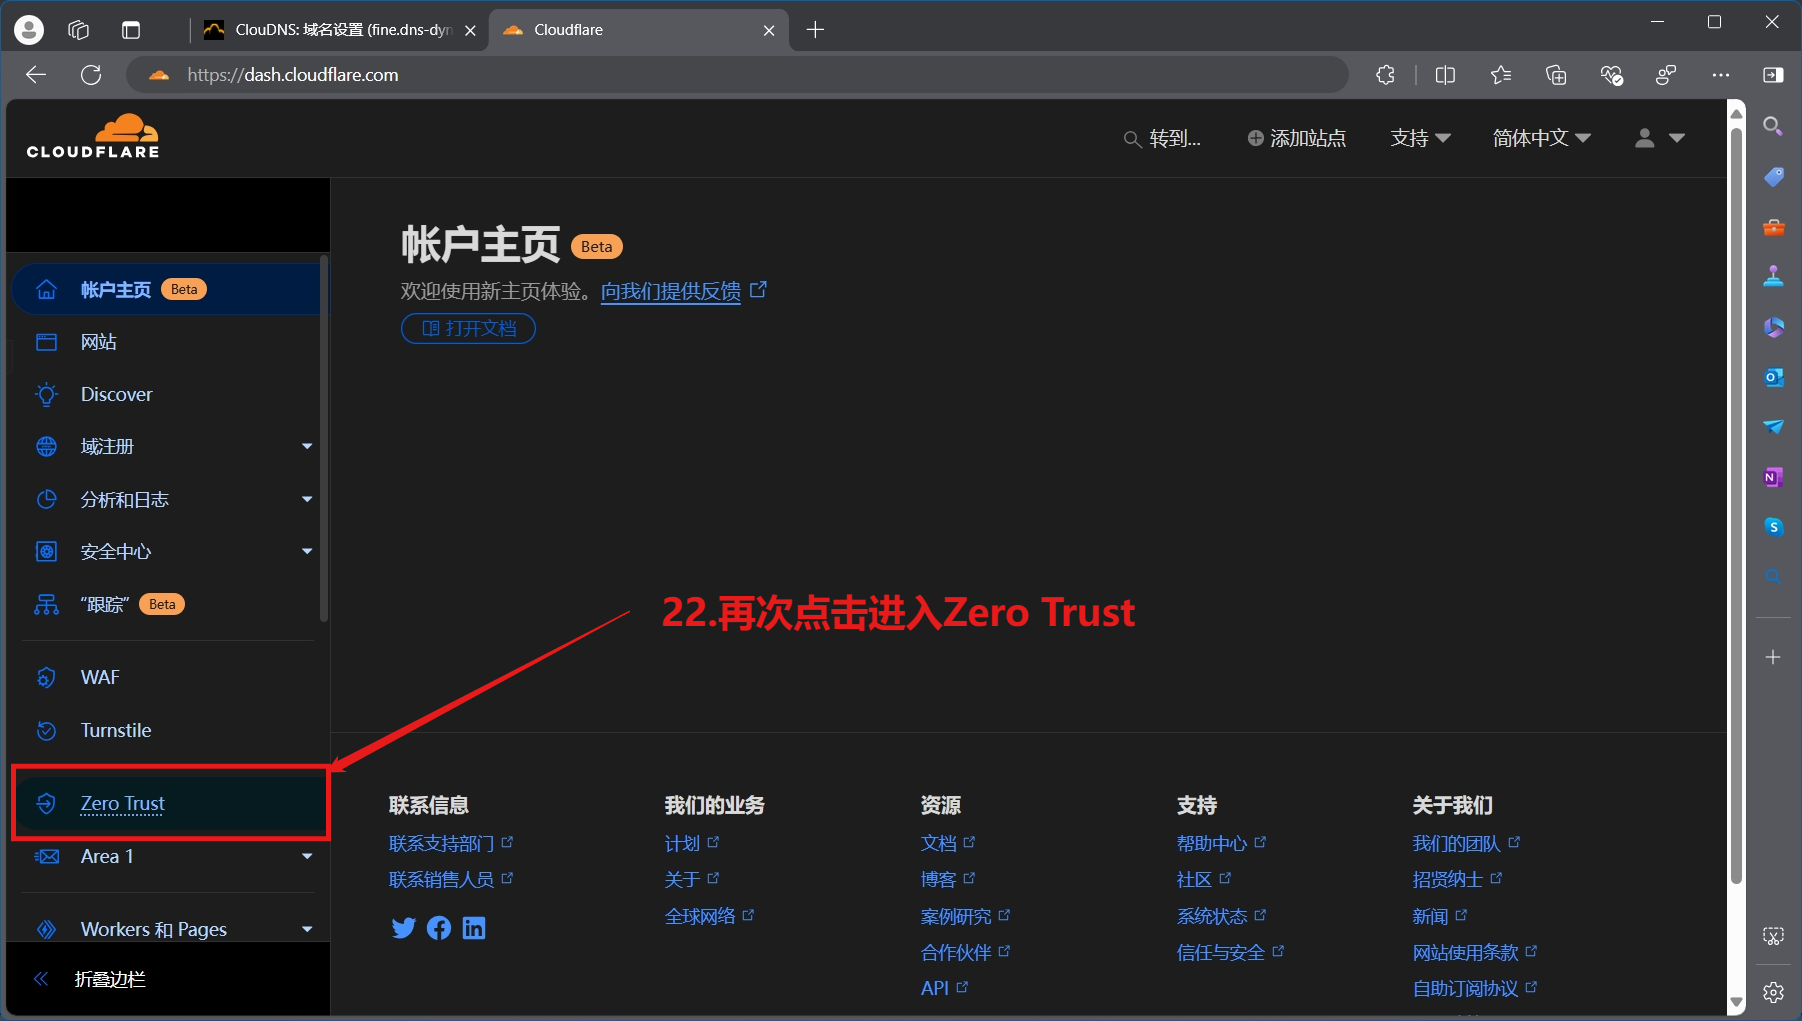 ClouDNS: 域名设置 (fine.dns-dyn
Cloudflare
https://dash.cloudflare.com
CLOUDFLARE
转到...
添加站点
支持
简体中文
帐户主页 Beta
网站
Discover
域注册
分析和日志
安全中心
“跟踪” Beta
WAF
Turnstile
Zero Trust
Area 1
Workers 和 Pages
折叠边栏
帐户主页 Beta
欢迎使用新主页体验。向我们提供反馈
打开文档
22.再次点击进入Zero Trust
联系信息
联系支持部门
联系销售人员
我们的业务
计划
关于
全球网络
资源
文档
博客
案例研究
合作伙伴
API
支持
帮助中心
社区
系统状态
信任与安全
关于我们
我们的团队
招贤纳士
新闻
网站使用条款
自助订阅协议